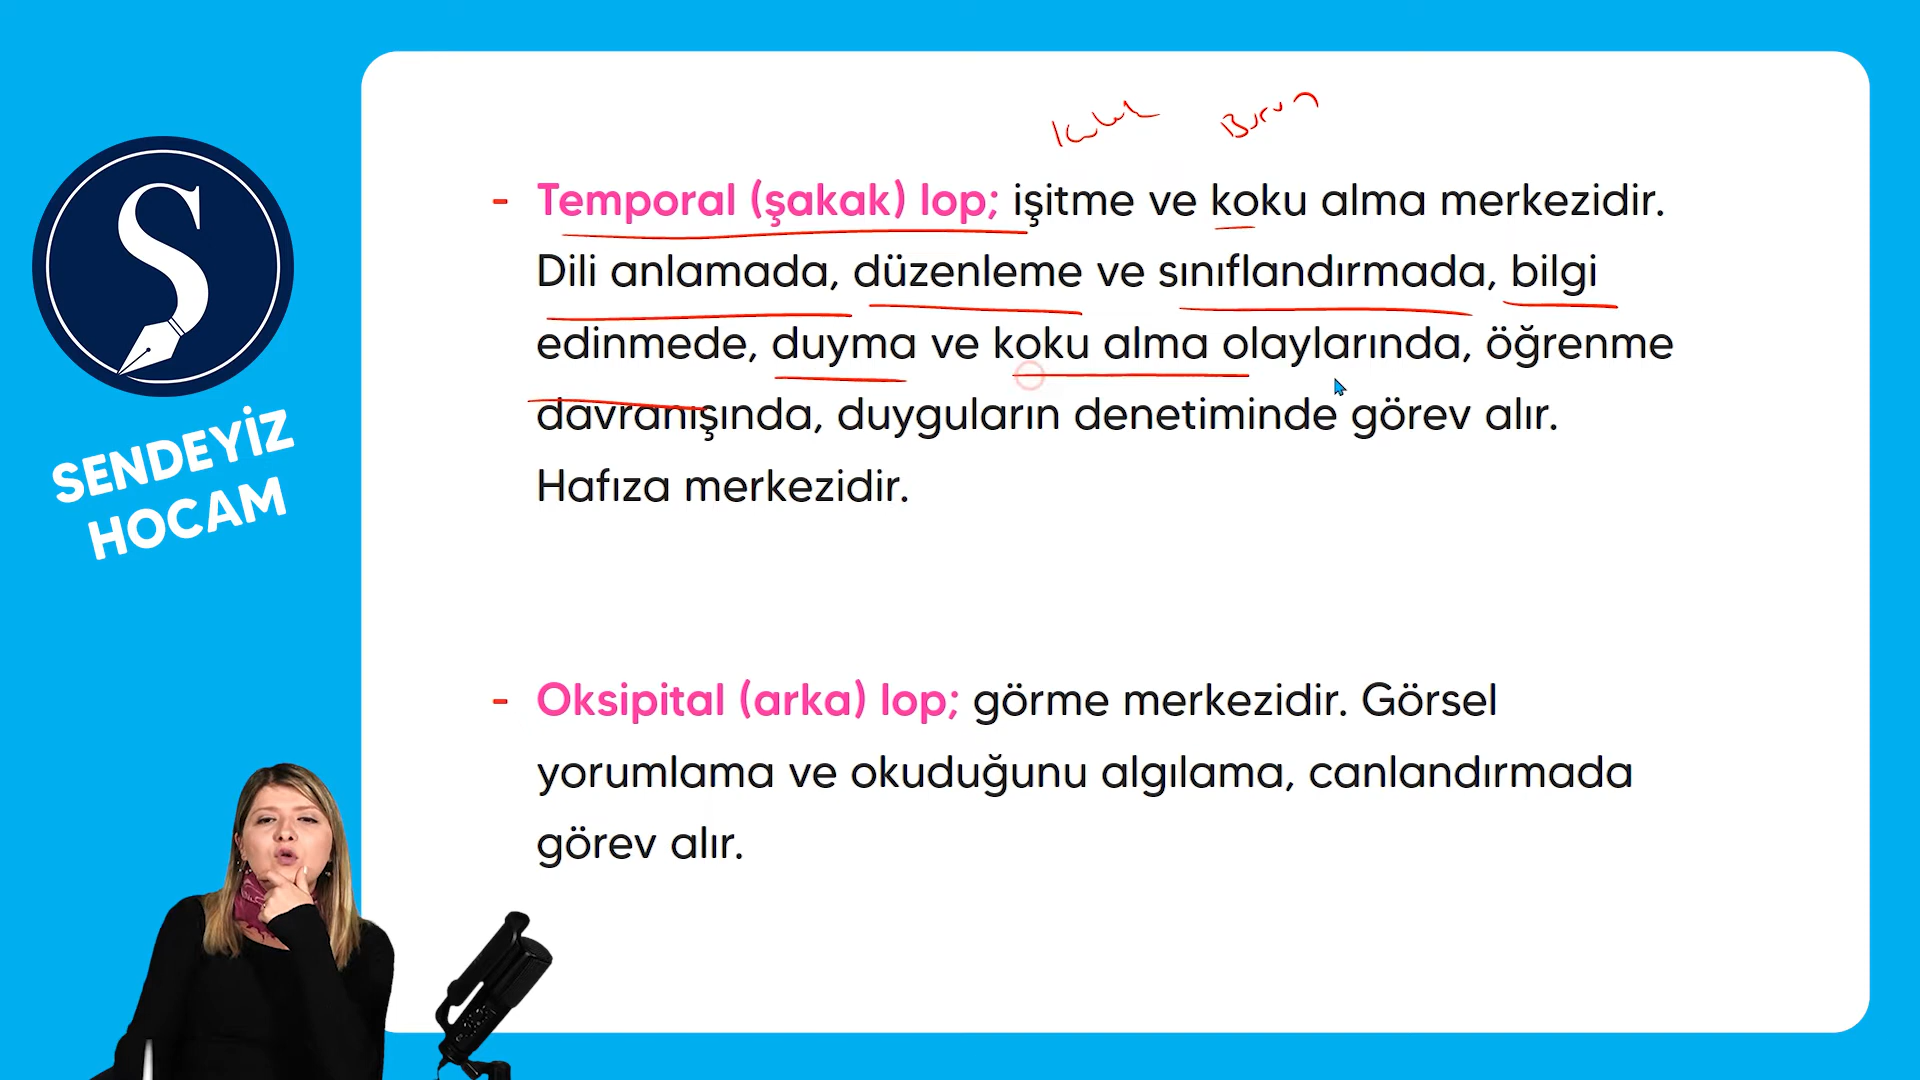 Kulak Burun
- Temporal (şakak) lop; işitme ve koku alma merkezidir.
Dili anlamada, düzenleme ve sınıflandırmada, bilgi
edinmede, duyma ve koku alma olaylarında, öğrenme
davranışında, duyguların denetiminde görev alır.
Hafıza merkezidir.
- Oksipital (arka) lop; görme merkezidir. Görsel
yorumlama ve okuduğunu algılama, canlandırmada
görev alır.
S
SENDEYİZ
HOCAM